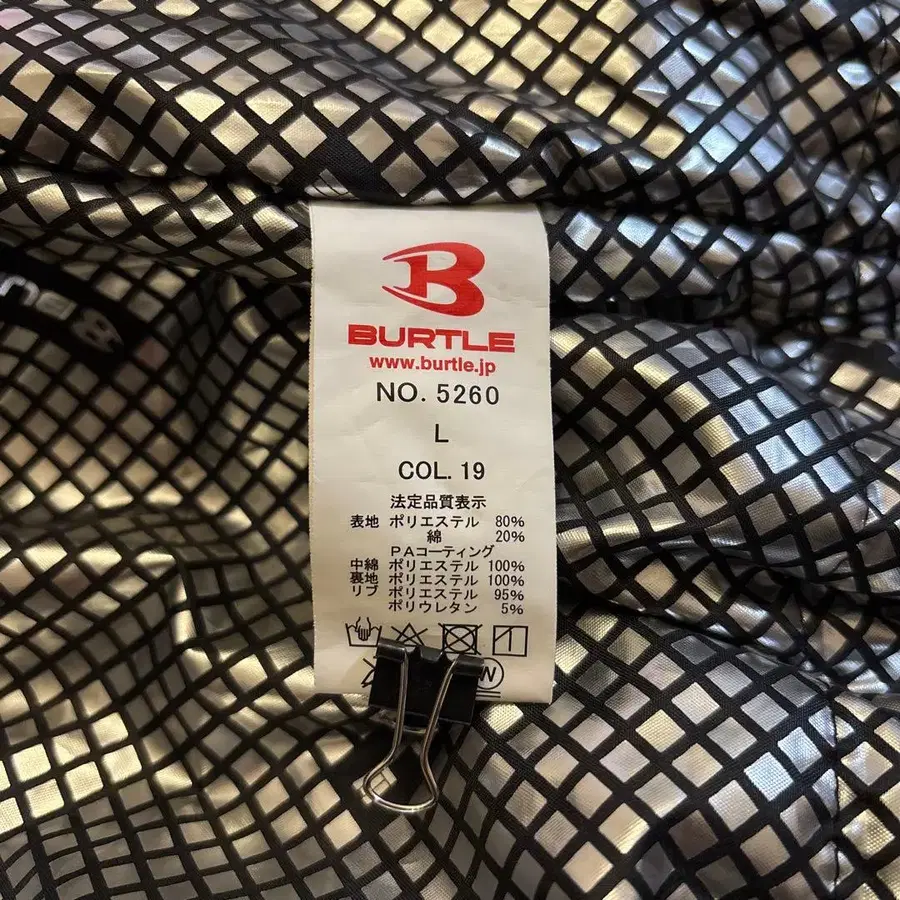 BURTLE
www.burtle.jp
NO. 5260
L
COL. 19
法定品質表示
表地 ポリエステル 80%
綿 20%
PAコーティング
中綿 ポリエステル 100%
裏地 ポリエステル 100%
リブ ポリエステル 95%
ポリウレタン 5%